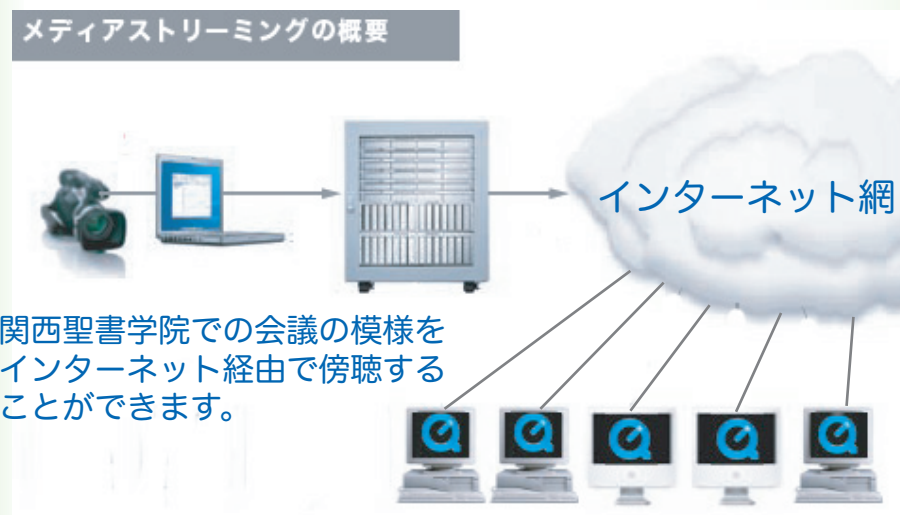 メディアストリーミングの概要
インターネット網
関西聖書学院での会議の模様を
インターネット経由で傍聴する
ことができます。